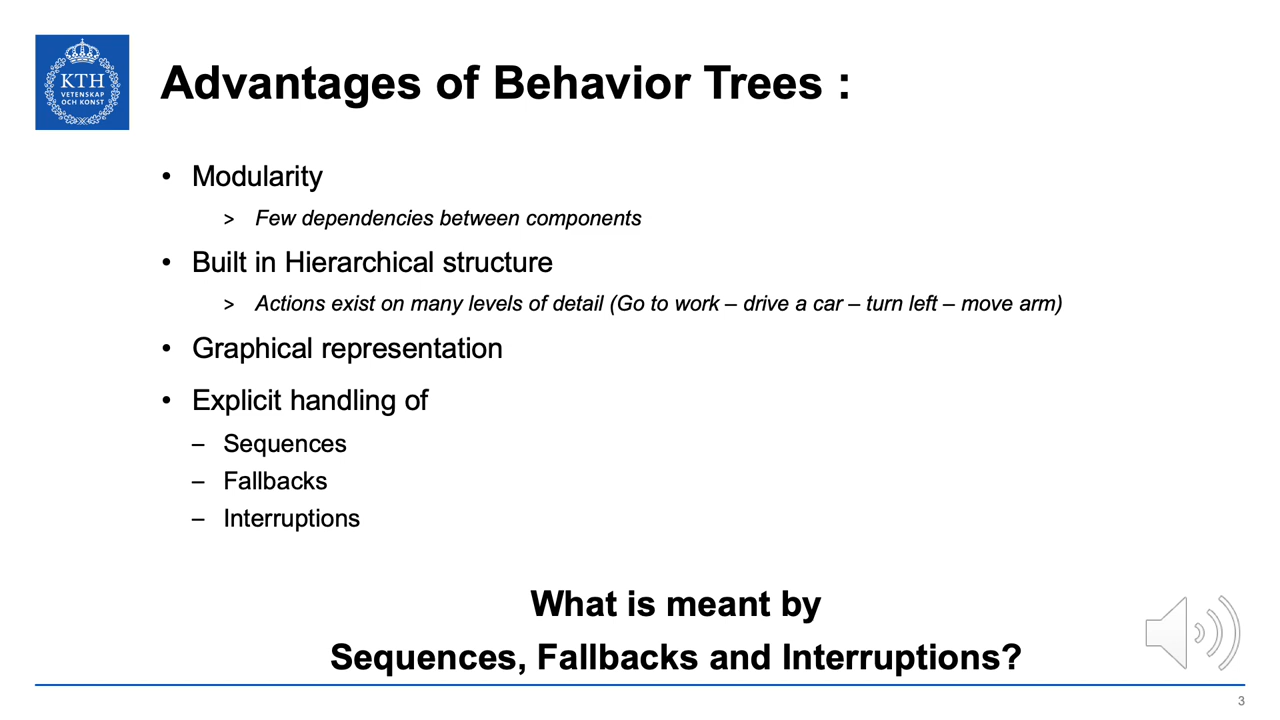 KTH
VETENSKAP
OCH KONST
Advantages of Behavior Trees :
• Modularity
> Few dependencies between components
• Built in Hierarchical structure
> Actions exist on many levels of detail (Go to work – drive a car – turn left – move arm)
• Graphical representation
• Explicit handling of
– Sequences
– Fallbacks
– Interruptions
What is meant by
Sequences, Fallbacks and Interruptions?
3